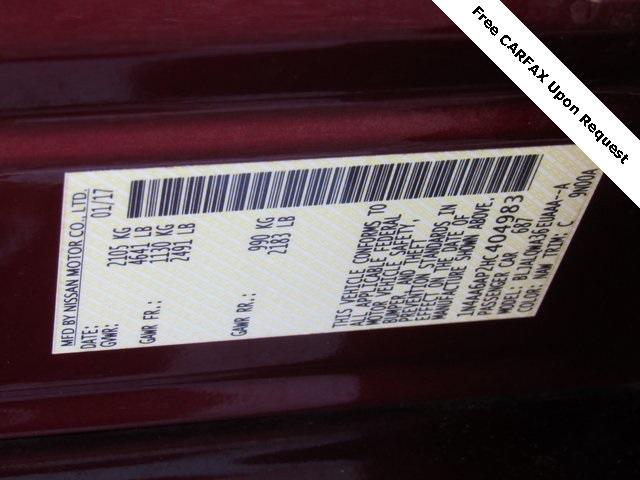 Free CARFAX Upon Request
MFD BY NISSAN MOTOR CO., LTD.
DATE: 01/17
GVWR: 2105 KG
4641 LB
GAWR FR.: 1130 KG
2491 LB
GAWR RR.: 990 KG
2183 LB
THIS VEHICLE CONFORMS TO
ALL APPLICABLE FEDERAL
MOTOR VEHICLE SAFETY,
BUMPER, AND THEFT
PREVENTION STANDARDS IN
EFFECT ON THE DATE OF
MANUFACTURE SHOWN ABOVE.
1N4AA6AP2HC404983
PASSENGER CAR 687
MODEL:
COLOR: NAW TRIM: C 9N00A